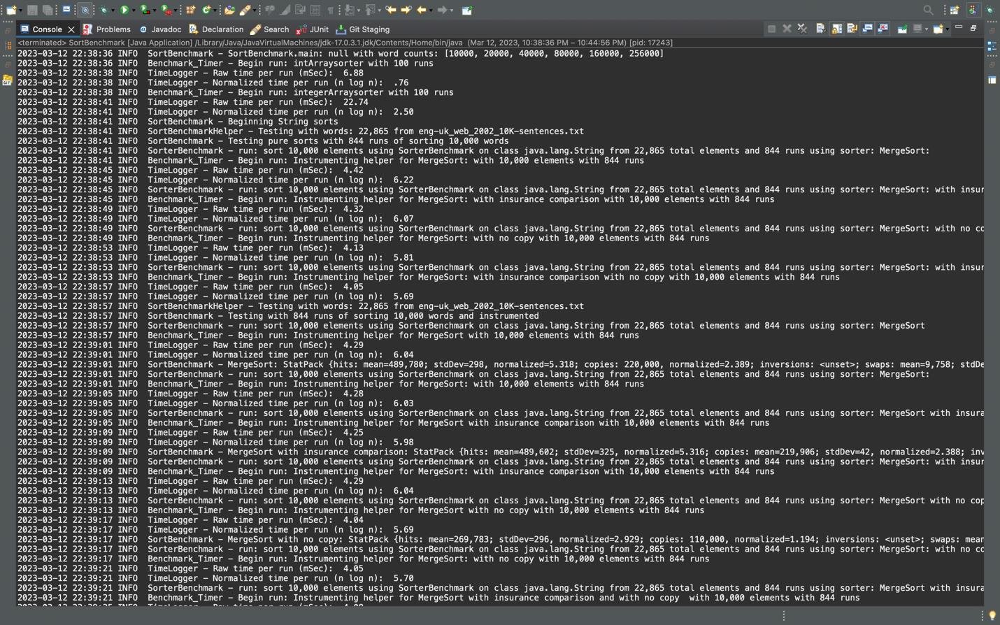 Console
Problems
Javadoc
Declaration
Search
JUnit
Git Staging
<terminated> SortBenchmark [Java Application] /Library/Java/JavaVirtualMachines/jdk-17.0.3.1.jdk/Contents/Home/bin/java (Mar 12, 2023, 10:38:36 PM – 10:44:56 PM) [pid: 17243]
2023-03-12 22:38:36 INFO  SortBenchmark - SortBenchmark.main: null with word counts: [10000, 20000, 40000, 80000, 160000, 256000]
2023-03-12 22:38:36 INFO  Benchmark_Timer - Begin run: intArraysorter with 100 runs
2023-03-12 22:38:38 INFO  TimeLogger - Raw time per run (mSec):  6.88
2023-03-12 22:38:38 INFO  TimeLogger - Normalized time per run (n log n):  .76
2023-03-12 22:38:38 INFO  Benchmark_Timer - Begin run: integerArraysorter with 100 runs
2023-03-12 22:38:41 INFO  TimeLogger - Raw time per run (mSec):  22.74
2023-03-12 22:38:41 INFO  TimeLogger - Normalized time per run (n log n):  2.50
2023-03-12 22:38:41 INFO  SortBenchmark - Beginning String sorts
2023-03-12 22:38:41 INFO  SortBenchmarkHelper - Testing with words: 22,865 from eng-uk_web_2002_10K-sentences.txt
2023-03-12 22:38:41 INFO  SortBenchmark - Testing pure sorts with 844 runs of sorting 10,000 words
2023-03-12 22:38:41 INFO  SorterBenchmark - run: sort 10,000 elements using SorterBenchmark on class java.lang.String from 22,865 total elements and 844 runs using sorter: MergeSort:
2023-03-12 22:38:41 INFO  Benchmark_Timer - Begin run: Instrumenting helper for MergeSort: with 10,000 elements with 844 runs
2023-03-12 22:38:45 INFO  TimeLogger - Raw time per run (mSec):  4.42
2023-03-12 22:38:45 INFO  TimeLogger - Normalized time per run (n log n):  6.22
2023-03-12 22:38:45 INFO  SorterBenchmark - run: sort 10,000 elements using SorterBenchmark on class java.lang.String from 22,865 total elements and 844 runs using sorter: MergeSort: with insur
2023-03-12 22:38:45 INFO  Benchmark_Timer - Begin run: Instrumenting helper for MergeSort: with insurance comparison with 10,000 elements with 844 runs
2023-03-12 22:38:49 INFO  TimeLogger - Raw time per run (mSec):  4.32
2023-03-12 22:38:49 INFO  TimeLogger - Normalized time per run (n log n):  6.07
2023-03-12 22:38:49 INFO  SorterBenchmark - run: sort 10,000 elements using SorterBenchmark on class java.lang.String from 22,865 total elements and 844 runs using sorter: MergeSort: with no co
2023-03-12 22:38:49 INFO  Benchmark_Timer - Begin run: Instrumenting helper for MergeSort: with no copy with 10,000 elements with 844 runs
2023-03-12 22:38:53 INFO  TimeLogger - Raw time per run (mSec):  4.13
2023-03-12 22:38:53 INFO  TimeLogger - Normalized time per run (n log n):  5.81
2023-03-12 22:38:53 INFO  SorterBenchmark - run: sort 10,000 elements using SorterBenchmark on class java.lang.String from 22,865 total elements and 844 runs using sorter: MergeSort: with insur
2023-03-12 22:38:53 INFO  Benchmark_Timer - Begin run: Instrumenting helper for MergeSort: with insurance comparison with no copy with 10,000 elements with 844 runs
2023-03-12 22:38:57 INFO  TimeLogger - Raw time per run (mSec):  4.05
2023-03-12 22:38:57 INFO  TimeLogger - Normalized time per run (n log n):  5.69
2023-03-12 22:38:57 INFO  SortBenchmarkHelper - Testing with words: 22,865 from eng-uk_web_2002_10K-sentences.txt
2023-03-12 22:38:57 INFO  SortBenchmark - Testing with 844 runs of sorting 10,000 words and instrumented
2023-03-12 22:38:57 INFO  SorterBenchmark - run: sort 10,000 elements using SorterBenchmark on class java.lang.String from 22,865 total elements and 844 runs using sorter: MergeSort
2023-03-12 22:38:57 INFO  Benchmark_Timer - Begin run: Instrumenting helper for MergeSort with 10,000 elements with 844 runs
2023-03-12 22:39:01 INFO  TimeLogger - Raw time per run (mSec):  4.29
2023-03-12 22:39:01 INFO  TimeLogger - Normalized time per run (n log n):  6.04
2023-03-12 22:39:01 INFO  SortBenchmark - MergeSort: StatPack {hits: mean=489,780; stdDev=298, normalized=5.318; copies: 220,000, normalized=2.389; inversions: <unset>; swaps: mean=9,758; stdDe
2023-03-12 22:39:01 INFO  SorterBenchmark - run: sort 10,000 elements using SorterBenchmark on class java.lang.String from 22,865 total elements and 844 runs using sorter: MergeSort:
2023-03-12 22:39:01 INFO  Benchmark_Timer - Begin run: Instrumenting helper for MergeSort: with 10,000 elements with 844 runs
2023-03-12 22:39:05 INFO  TimeLogger - Raw time per run (mSec):  4.28
2023-03-12 22:39:05 INFO  TimeLogger - Normalized time per run (n log n):  6.03
2023-03-12 22:39:05 INFO  SorterBenchmark - run: sort 10,000 elements using SorterBenchmark on class java.lang.String from 22,865 total elements and 844 runs using sorter: MergeSort with insura
2023-03-12 22:39:05 INFO  Benchmark_Timer - Begin run: Instrumenting helper for MergeSort with insurance comparison with 10,000 elements with 844 runs
2023-03-12 22:39:09 INFO  TimeLogger - Raw time per run (mSec):  4.25
2023-03-12 22:39:09 INFO  TimeLogger - Normalized time per run (n log n):  5.98
2023-03-12 22:39:09 INFO  SortBenchmark - MergeSort with insurance comparison: StatPack {hits: mean=489,602; stdDev=325, normalized=5.316; copies: mean=219,906; stdDev=42, normalized=2.388; inv
2023-03-12 22:39:09 INFO  SorterBenchmark - run: sort 10,000 elements using SorterBenchmark on class java.lang.String from 22,865 total elements and 844 runs using sorter: MergeSort: with insur
2023-03-12 22:39:09 INFO  Benchmark_Timer - Begin run: Instrumenting helper for MergeSort: with insurance comparison with 10,000 elements with 844 runs
2023-03-12 22:39:13 INFO  TimeLogger - Raw time per run (mSec):  4.29
2023-03-12 22:39:13 INFO  TimeLogger - Normalized time per run (n log n):  6.04
2023-03-12 22:39:13 INFO  SorterBenchmark - run: sort 10,000 elements using SorterBenchmark on class java.lang.String from 22,865 total elements and 844 runs using sorter: MergeSort with no cop
2023-03-12 22:39:13 INFO  Benchmark_Timer - Begin run: Instrumenting helper for MergeSort with no copy with 10,000 elements with 844 runs
2023-03-12 22:39:17 INFO  TimeLogger - Raw time per run (mSec):  4.04
2023-03-12 22:39:17 INFO  TimeLogger - Normalized time per run (n log n):  5.69
2023-03-12 22:39:17 INFO  SortBenchmark - MergeSort with no copy: StatPack {hits: mean=269,783; stdDev=296, normalized=2.929; copies: 110,000, normalized=1.194; inversions: <unset>; swaps: mean
2023-03-12 22:39:17 INFO  SorterBenchmark - run: sort 10,000 elements using SorterBenchmark on class java.lang.String from 22,865 total elements and 844 runs using sorter: MergeSort: with no co
2023-03-12 22:39:17 INFO  Benchmark_Timer - Begin run: Instrumenting helper for MergeSort: with no copy with 10,000 elements with 844 runs
2023-03-12 22:39:21 INFO  TimeLogger - Raw time per run (mSec):  4.05
2023-03-12 22:39:21 INFO  TimeLogger - Normalized time per run (n log n):  5.70
2023-03-12 22:39:21 INFO  SorterBenchmark - run: sort 10,000 elements using SorterBenchmark on class java.lang.String from 22,865 total elements and 844 runs using sorter: MergeSort with insura
2023-03-12 22:39:21 INFO  Benchmark_Timer - Begin run: Instrumenting helper for MergeSort with insurance comparison and with no copy  with 10,000 elements with 844 runs